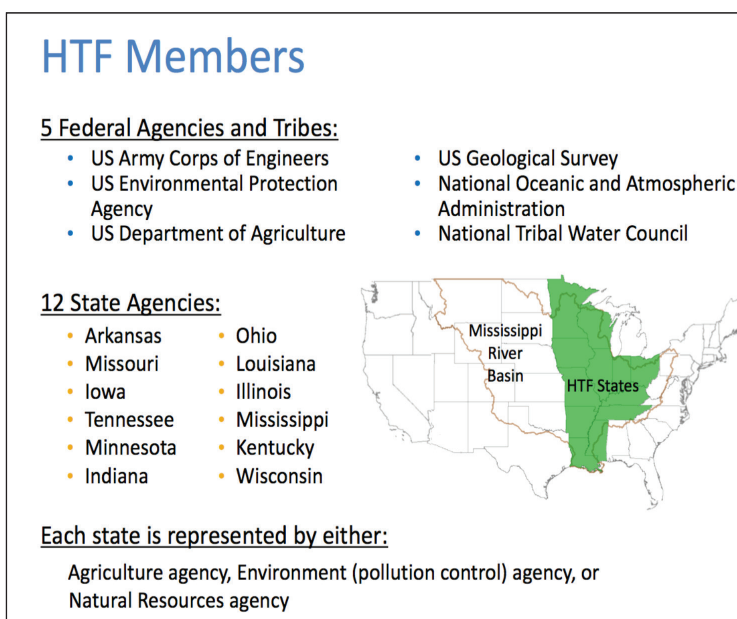 HTF Members
5 Federal Agencies and Tribes:
• US Army Corps of Engineers
• US Environmental Protection
Agency
• US Department of Agriculture
• US Geological Survey
• National Oceanic and Atmospheric
Administration
• National Tribal Water Council
12 State Agencies:
• Arkansas
• Missouri
• Iowa
• Tennessee
• Minnesota
• Indiana
• Ohio
• Louisiana
• Illinois
• Mississippi
• Kentucky
• Wisconsin
Mississippi
River
Basin
HTF States
Each state is represented by either:
Agriculture agency, Environment (pollution control) agency, or
Natural Resources agency